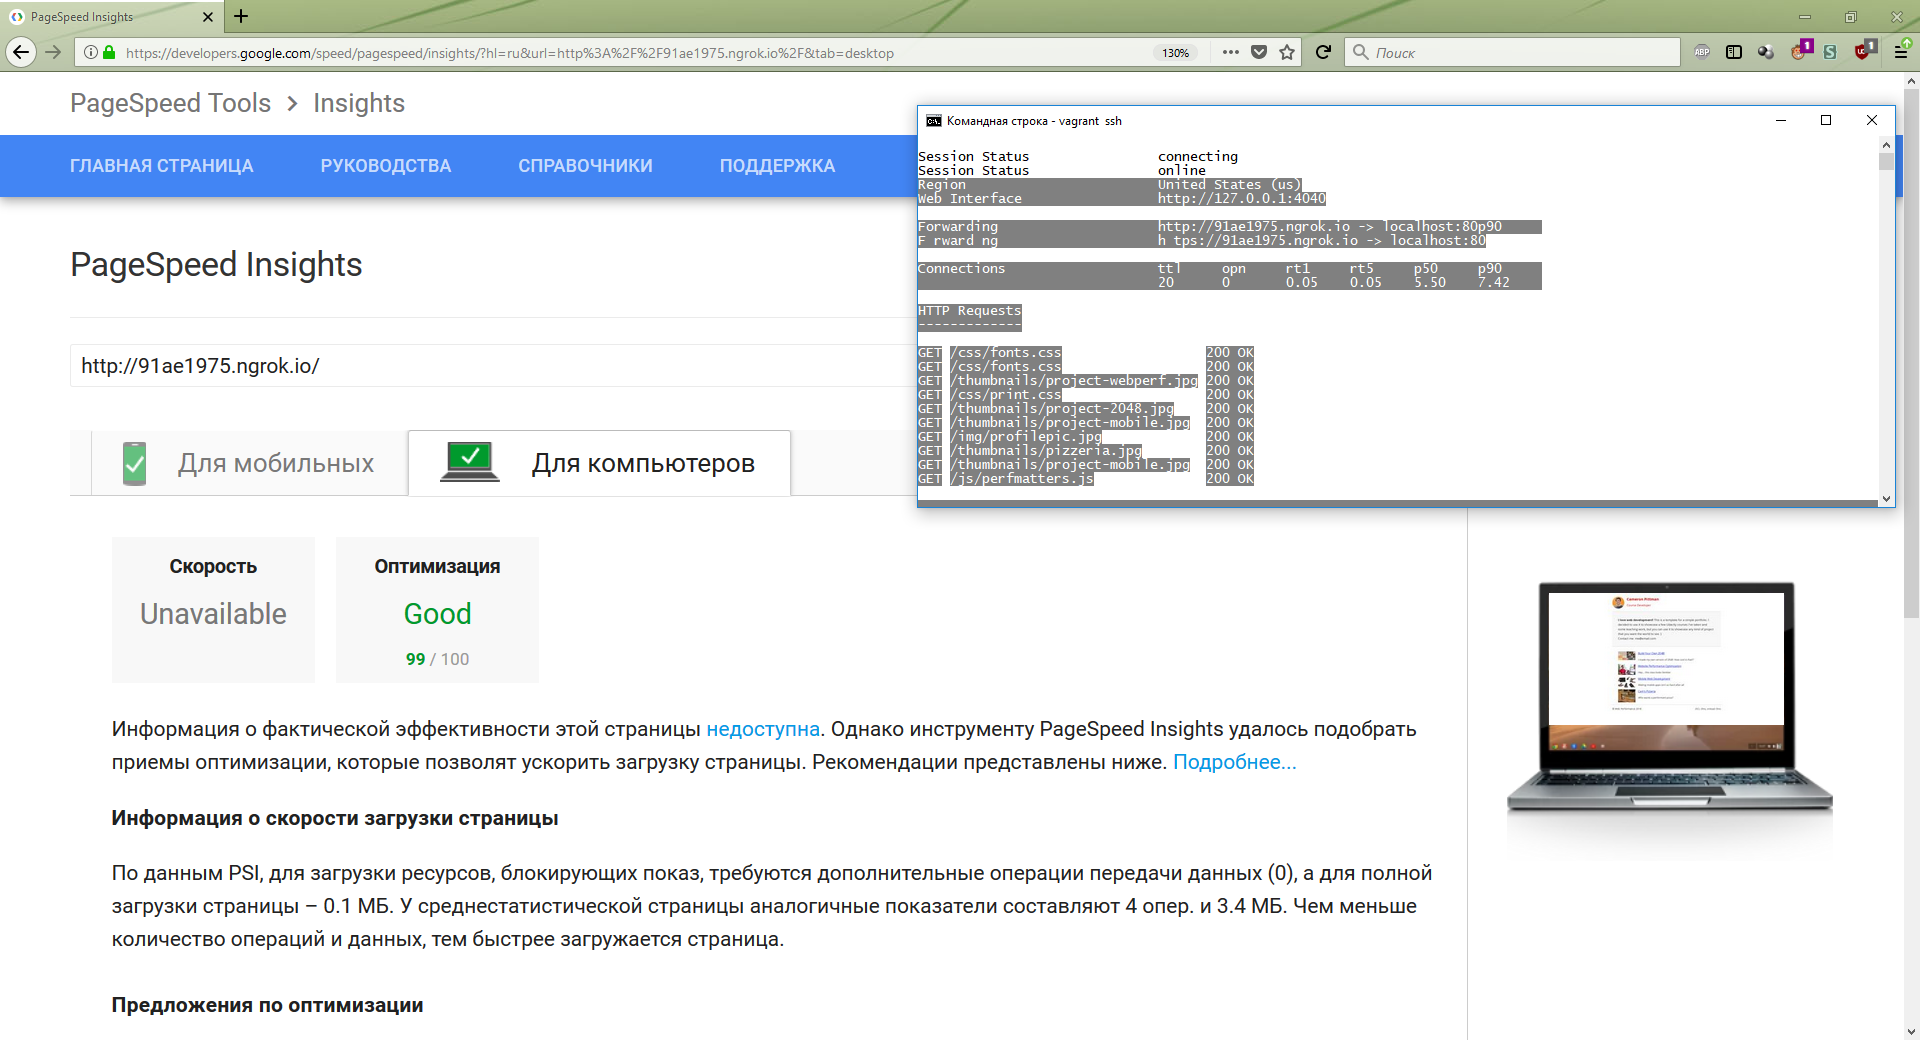 PageSpeed Insights
https://developers.google.com/speed/pagespeed/insights/?hl=ru&url=http%3A%2F%2F91ae1975.ngrok.io%2F&tab=desktop
130%
Поиск
ABP
1
S
1
PageSpeed Tools > Insights
ГЛАВНАЯ СТРАНИЦА РУКОВОДСТВА СПРАВОЧНИКИ ПОДДЕРЖКА
PageSpeed Insights
http://91ae1975.ngrok.io/
Для мобильных Для компьютеров
Скорость
Unavailable
Оптимизация
Good
99 / 100
Информация о фактической эффективности этой страницы недоступна. Однако инструменту PageSpeed Insights удалось подобрать
приемы оптимизации, которые позволят ускорить загрузку страницы. Рекомендации представлены ниже. Подробнее...
Информация о скорости загрузки страницы
По данным PSI, для загрузки ресурсов, блокирующих показ, требуются дополнительные операции передачи данных (0), а для полной
загрузки страницы – 0.1 МБ. У среднестатистической страницы аналогичные показатели составляют 4 опер. и 3.4 МБ. Чем меньше
количество операций и данных, тем быстрее загружается страница.
Предложения по оптимизации
Командная строка - vagrant ssh
Session Status connecting
Session Status online
Region United States (us)
Web Interface http://127.0.0.1:4040
Forwarding http://91ae1975.ngrok.io -> localhost:80p90
F rward ng h tps://91ae1975.ngrok.io -> localhost:80
Connections ttl opn rt1 rt5 p50 p90
20 0 0.05 0.05 5.50 7.42
HTTP Requests
-------------
GET /css/fonts.css 200 OK
GET /css/fonts.css 200 OK
GET /thumbnails/project-webperf.jpg 200 OK
GET /css/print.css 200 OK
GET /thumbnails/project-2048.jpg 200 OK
GET /thumbnails/project-mobile.jpg 200 OK
GET /img/profilepic.jpg 200 OK
GET /thumbnails/pizzeria.jpg 200 OK
GET /thumbnails/project-mobile.jpg 200 OK
GET /js/perfmatters.js 200 OK
Cameron Pittman